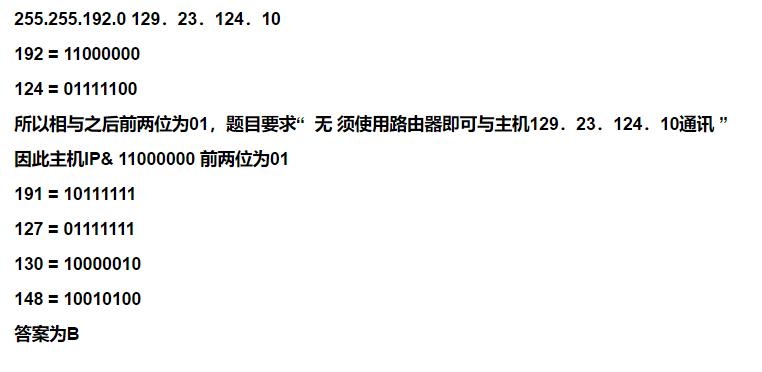 255.255.192.0 129．23．124．10
192 = 11000000
124 = 01111100
所以相与之后前两位为01，题目要求“ 无 须使用路由器即可与主机129．23．124．10通讯 ”
因此主机IP& 11000000 前两位为01
191 = 10111111
127 = 01111111
130 = 10000010
148 = 10010100
答案为B